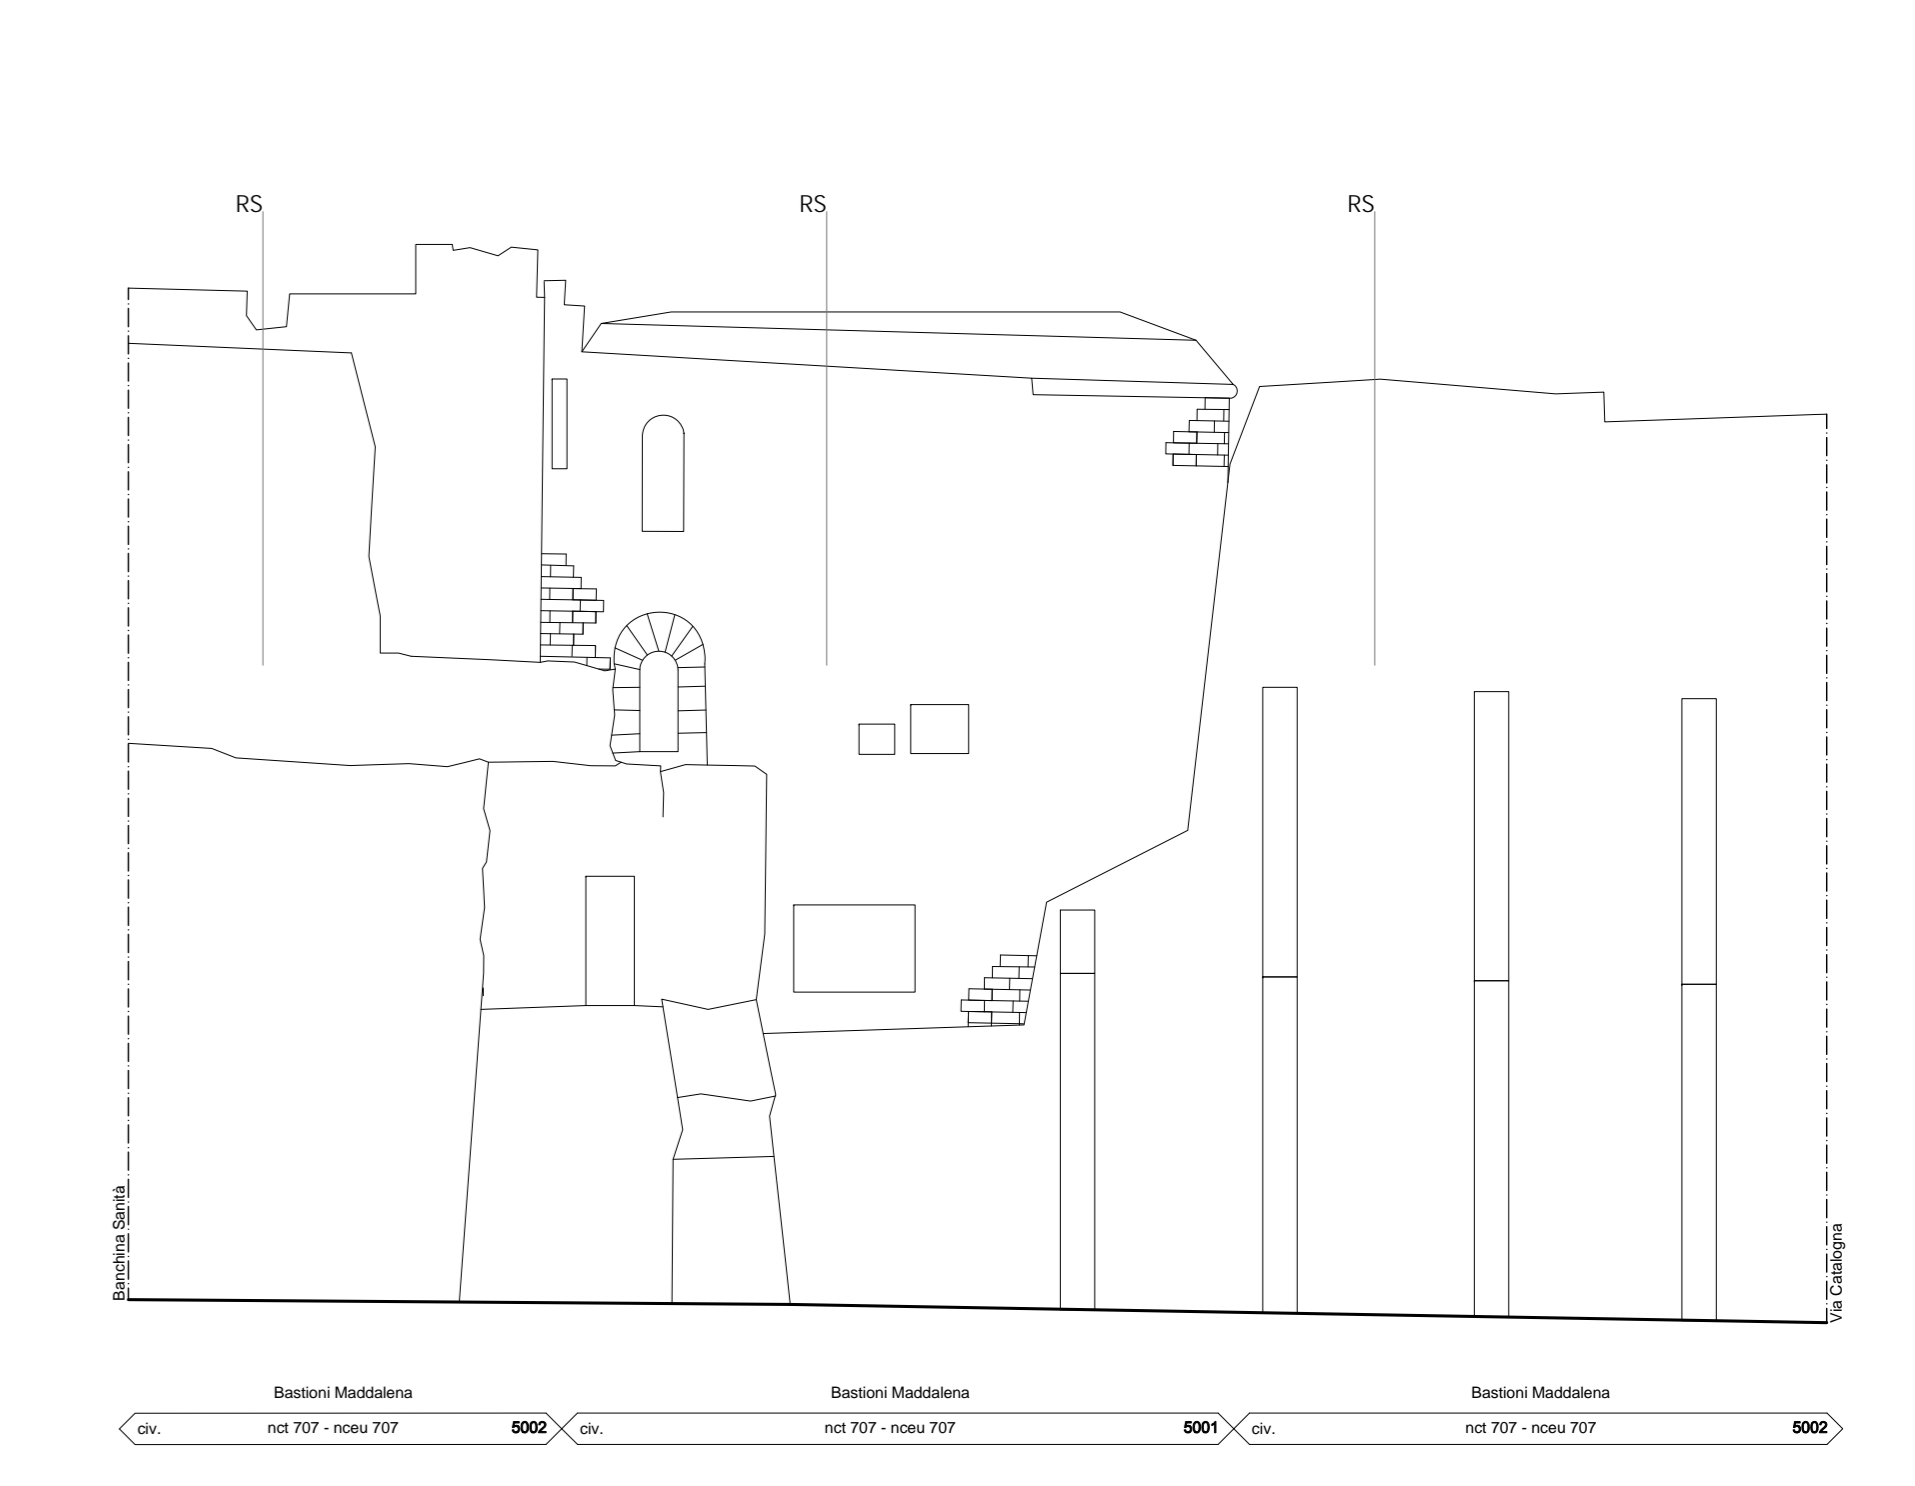 RS
RS
RS
Banchina Sanità
Via Catalogna
Bastioni Maddalena
civ. nct 707 - nceu 707 5002
Bastioni Maddalena
civ. nct 707 - nceu 707 5001
Bastioni Maddalena
civ. nct 707 - nceu 707 5002